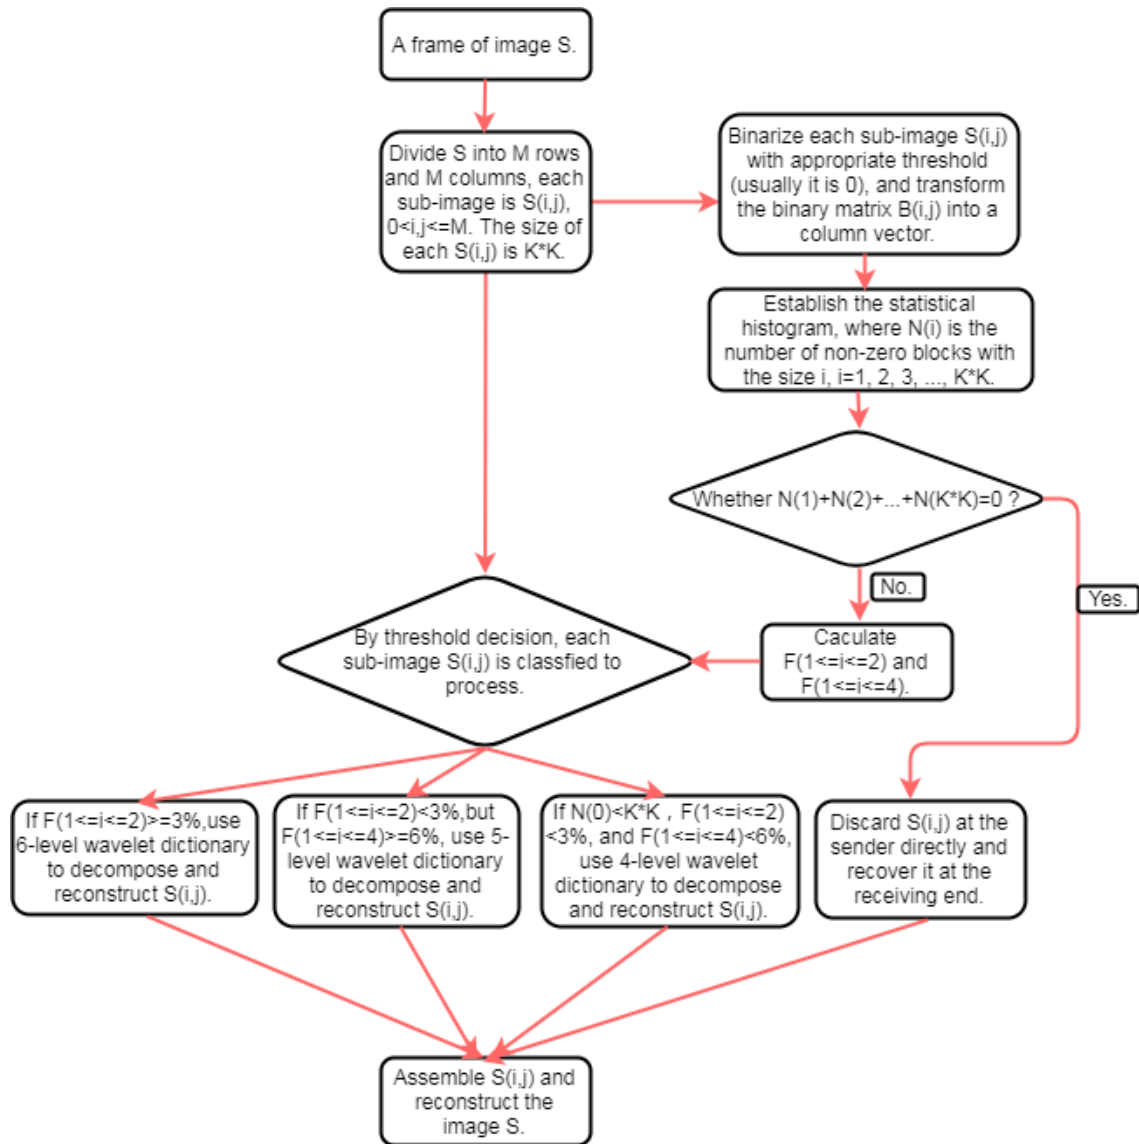 A frame of image S.
Divide S into M rows
and M columns, each
sub-image is S(i,j),
0<i,j<=M. The size of
each S(i,j) is K*K.
Binarize each sub-image S(i,j)
with appropriate threshold
(usually it is 0), and transform
the binary matrix B(i,j) into a
column vector.
Establish the statistical
histogram, where N(i) is the
number of non-zero blocks with
the size i, i=1, 2, 3, ..., K*K.
Whether N(1)+N(2)+...+N(K*K)=0 ?
No.
Yes.
Caculate
F(1<=i<=2) and
F(1<=i<=4).
By threshold decision, each
sub-image S(i,j) is classfied to
process.
If F(1<=i<=2)>=3%,use
6-level wavelet dictionary
to decompose and
reconstruct S(i,j).
If F(1<=i<=2)<3%,but
F(1<=i<=4)>=6%, use 5-
level wavelet dictionary
to decompose and
reconstruct S(i,j).
If N(0)<K*K , F(1<=i<=2)
<3%, and F(1<=i<=4)<6%,
use 4-level wavelet
dictionary to decompose
and reconstruct S(i,j).
Discard S(i,j) at the
sender directly and
recover it at the
receiving end.
Assemble S(i,j) and
reconstruct the
image S.